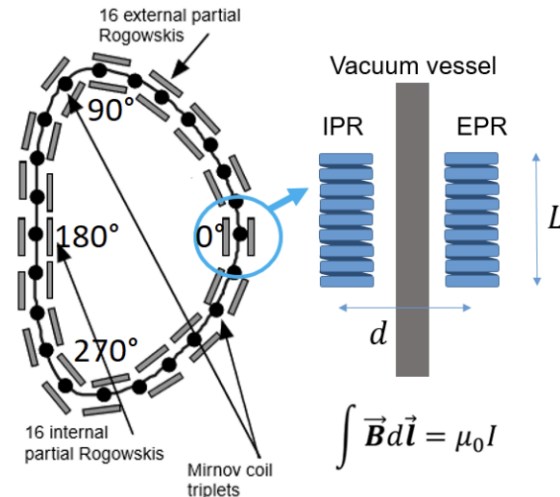 16 external partial
Rogowskis
90°
180°
0°
270°
16 internal
partial Rogowskis
Mirnov coil
triplets
Vacuum vessel
IPR
EPR
L
d
∫ B⃗ dl⃗ = μ₀I